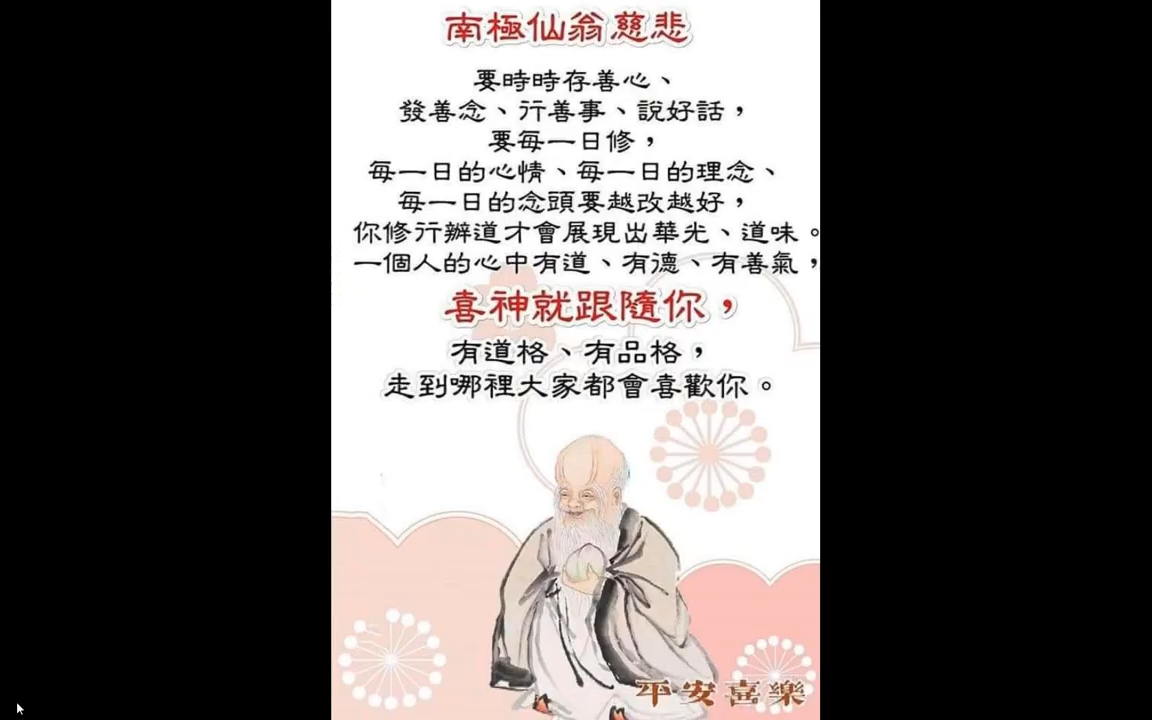 南極仙翁慈悲
要時時存善心、
發善念、行善事、說好話，
要每一日修，
每一日的心情、每一日的理念、
每一日的念頭要越改越好，
你修行辦道才會展現出華光、道味。
一個人的心中有道、有德、有善氣，
喜神就跟隨你，
有道格、有品格，
走到哪裡大家都會喜歡你。
平安喜樂